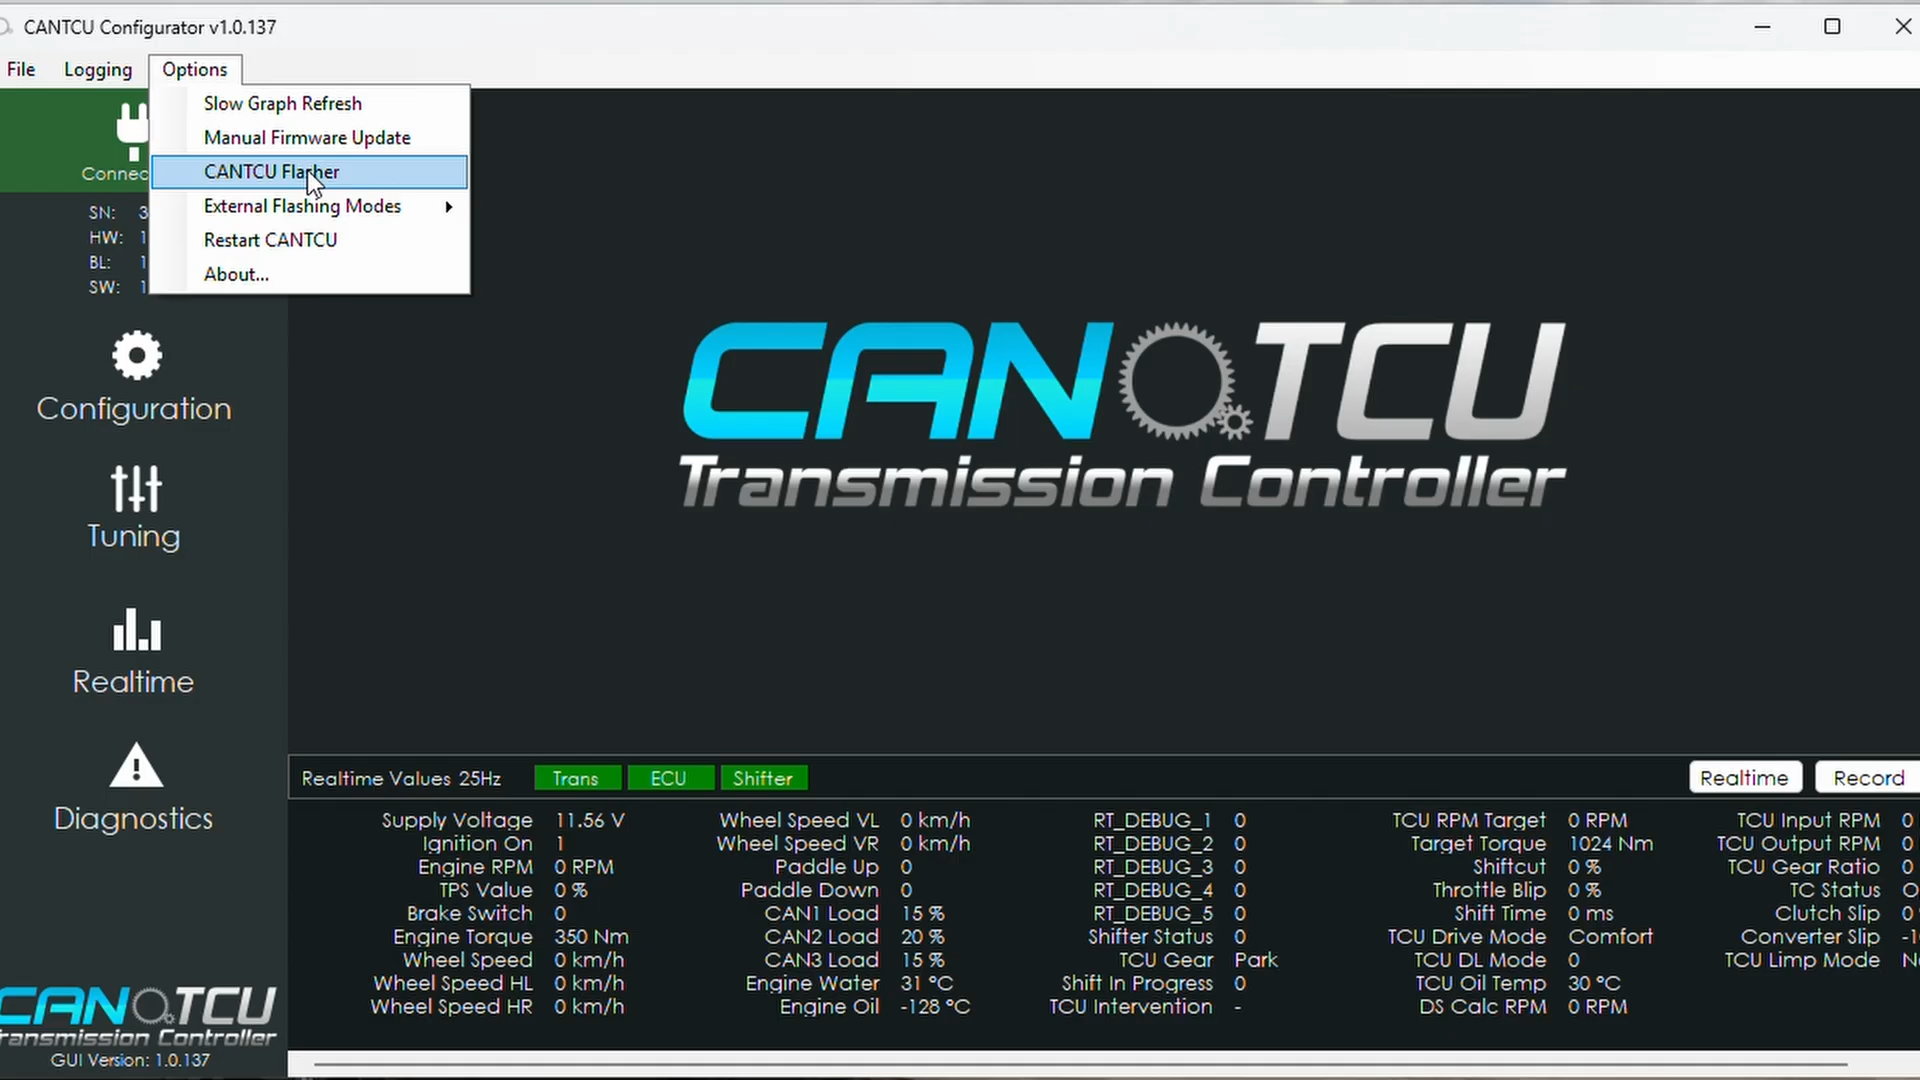 CANTCU Configurator v1.0.137
File Logging Options
Slow Graph Refresh
Manual Firmware Update
CANTCU Flasher
External Flashing Modes
Restart CANTCU
About...
SN: 3
HW: 1
BL: 1
SW: 1
Configuration
Tuning
Realtime
Diagnostics
CAN TCU
Transmission Controller
Realtime Values 25Hz Trans ECU Shifter Realtime Record
Supply Voltage 11.56 V Wheel Speed VL 0 km/h RT_DEBUG_1 0 TCU RPM Target 0 RPM TCU Input RPM 0
Ignition On 1 Wheel Speed VR 0 km/h RT_DEBUG_2 0 Target Torque 1024 Nm TCU Output RPM 0
Engine RPM 0 RPM Paddle Up 0 RT_DEBUG_3 0 Shiftcut 0 % TCU Gear Ratio 0
TPS Value 0 % Paddle Down 0 RT_DEBUG_4 0 Throttle Blip 0 % TC Status
Brake Switch 0 CAN1 Load 15 % RT_DEBUG_5 0 Shift Time 0 ms Clutch Slip 0
Engine Torque 350 Nm CAN2 Load 20 % Shifter Status 0 TCU Drive Mode Comfort Converter Slip
Wheel Speed 0 km/h CAN3 Load 15 % TCU Gear Park TCU DL Mode 0 TCU Limp Mode
Wheel Speed HL 0 km/h Engine Water 31 °C Shift In Progress 0 TCU Oil Temp 30 °C
Wheel Speed HR 0 km/h Engine Oil -128 °C TCU Intervention - DS Calc RPM 0 RPM
CAN TCU
Transmission Controller
GUI Version: 1.0.137